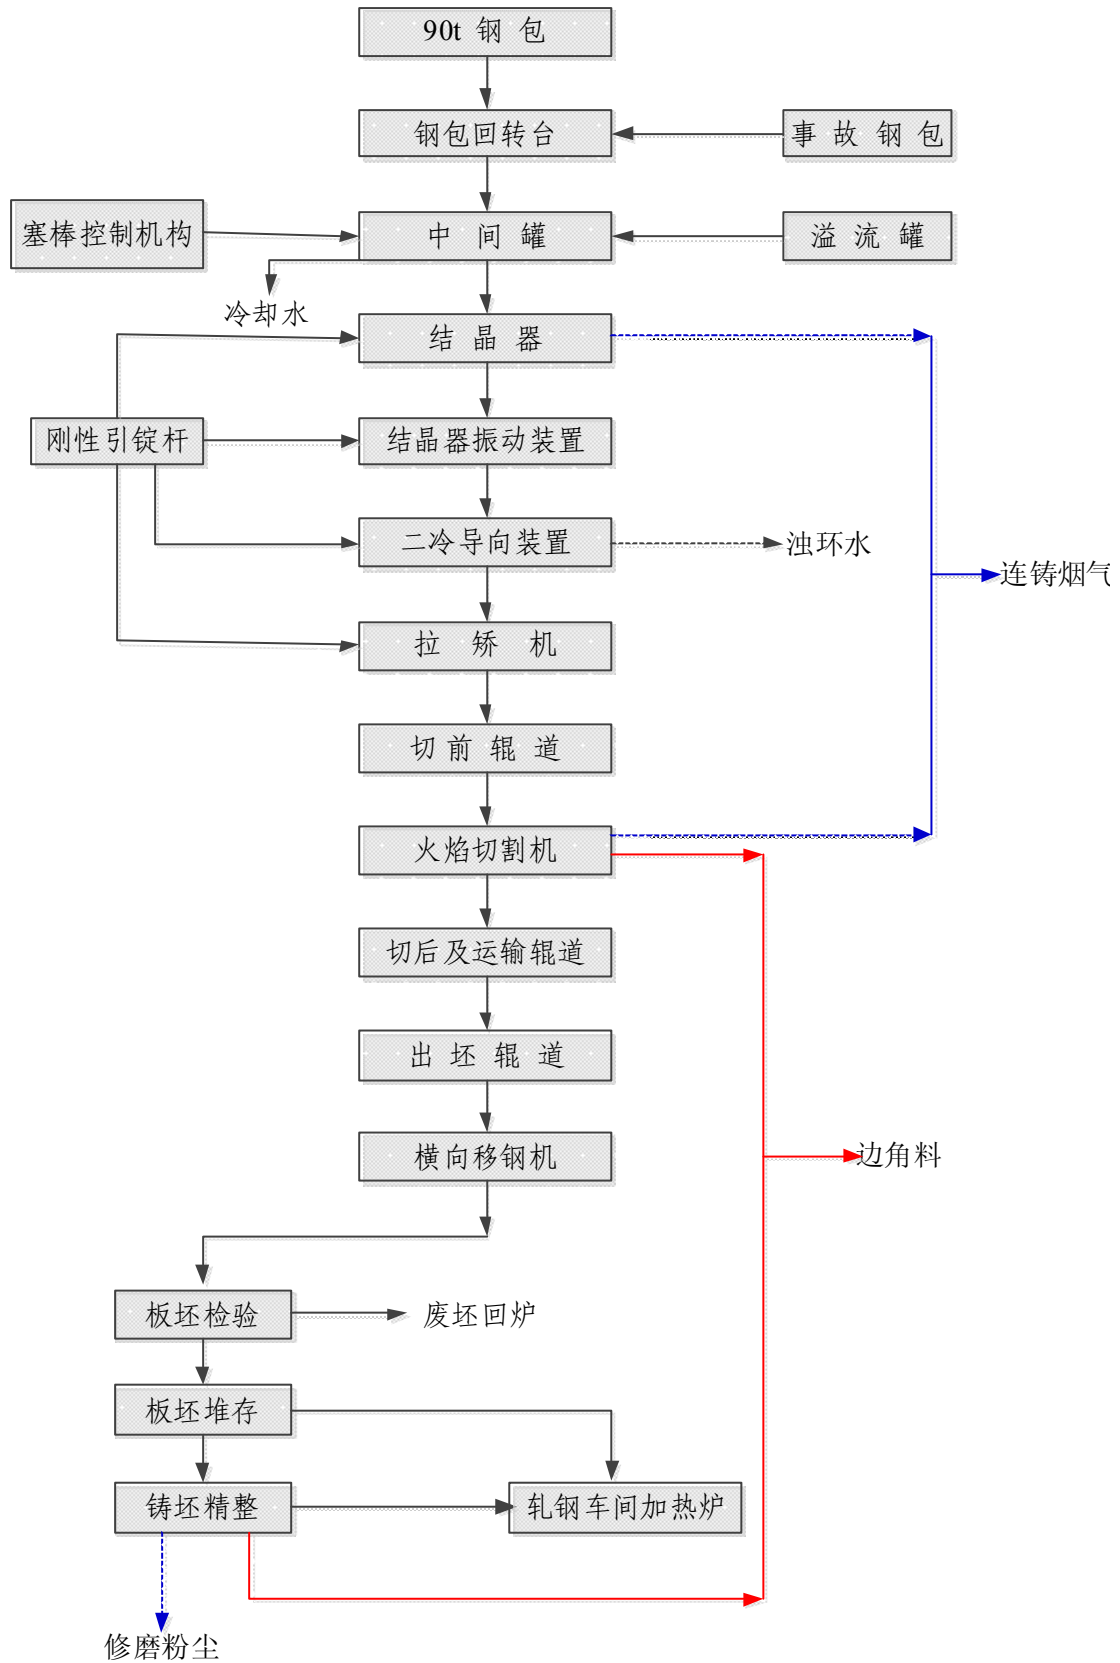 90t 钢 包
钢包回转台
事 故 钢 包
塞棒控制机构
中 间 罐
溢 流 罐
冷却水
结 晶 器
刚性引锭杆
结晶器振动装置
二冷导向装置
浊环水
连铸烟气
拉 矫 机
切 前 辊 道
火焰切割机
切后及运输辊道
出 坯 辊 道
横向移钢机
边角料
板坯检验
废坯回炉
板坯堆存
铸坯精整
轧钢车间加热炉
修磨粉尘